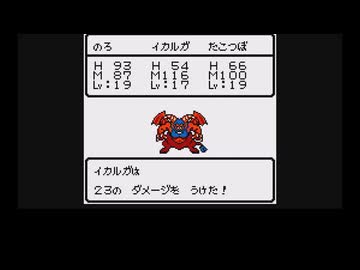 のろ イカルガ たこつぼ
H 93 H 54 H 66
M 87 M116 M100
Lv:19 Lv:17 Lv:19
イカルガは
23の ダメージを うけた!